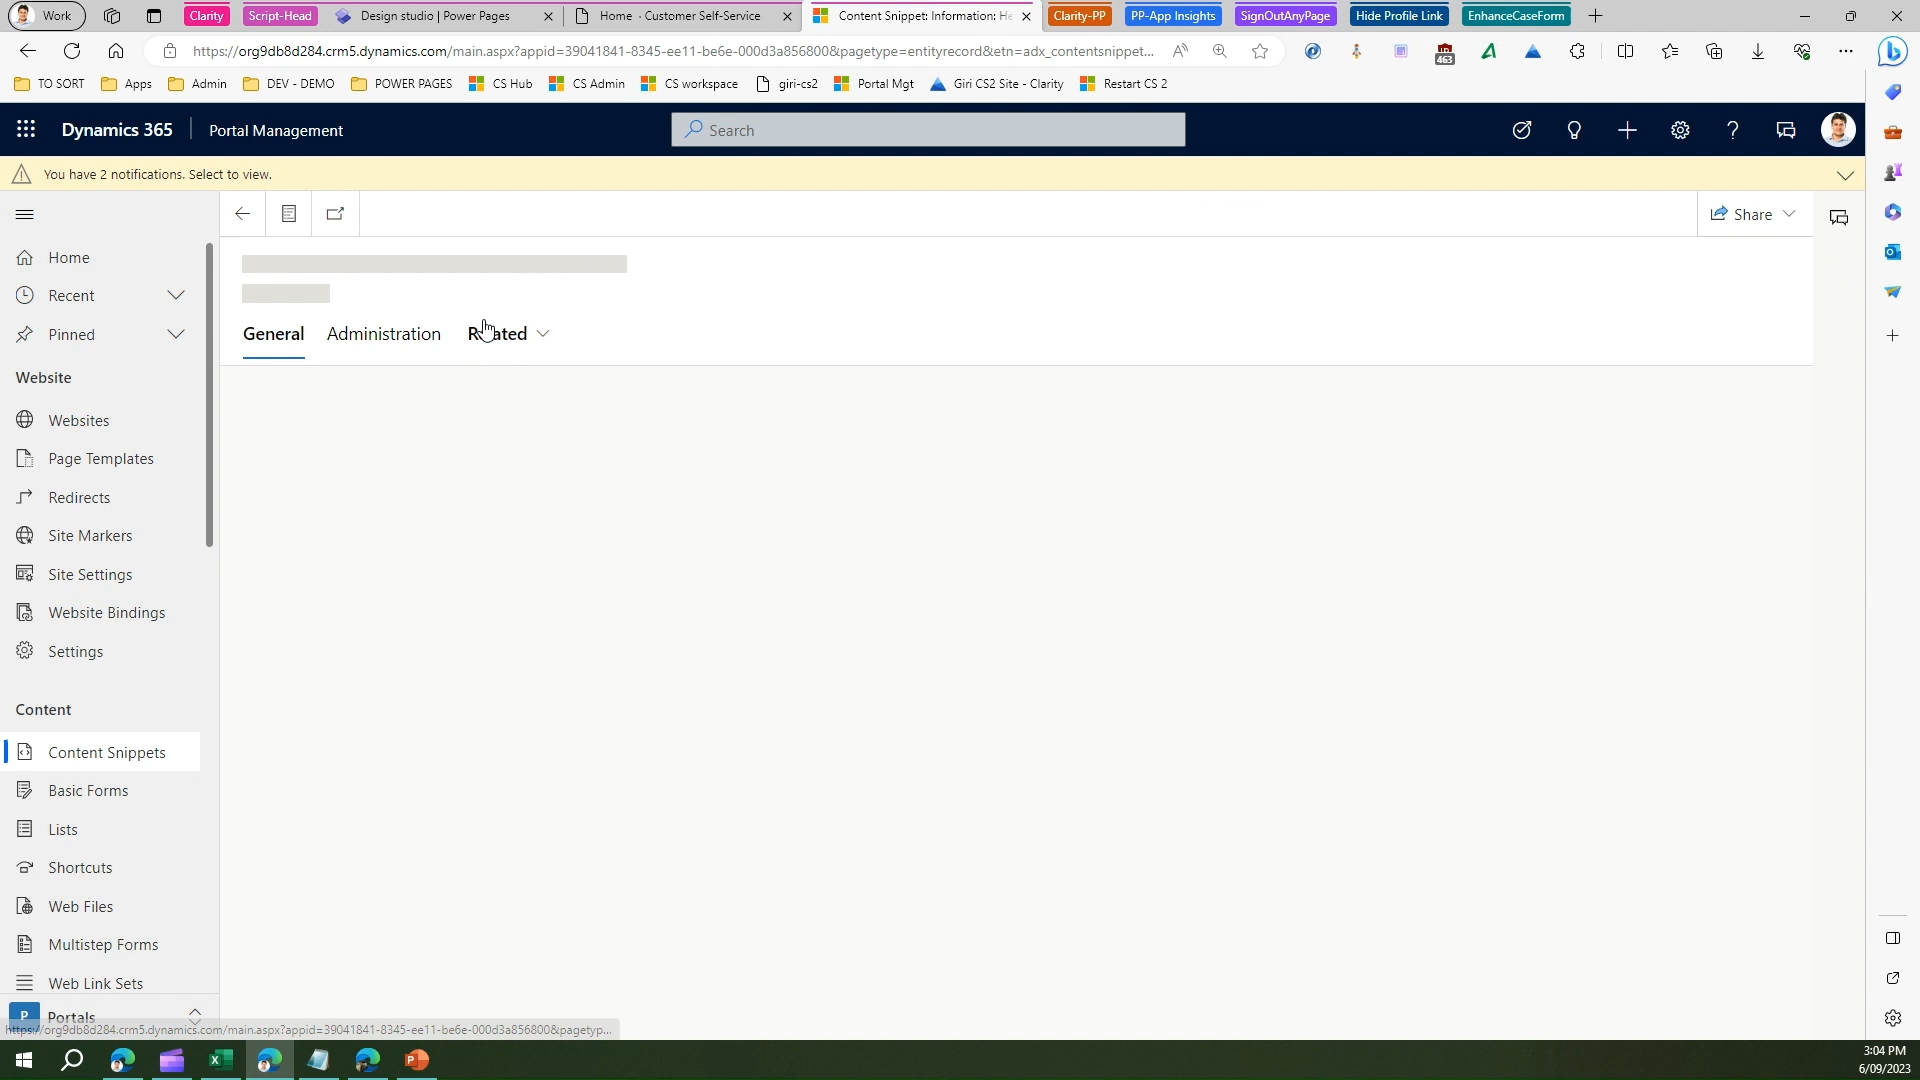 Work
Clarity
Script-Head
Design studio | Power Pages
Home · Customer Self-Service
Content Snippet: Information: He
Clarity-PP
PP-App Insights
SignOutAnyPage
Hide Profile Link
EnhanceCaseForm
https://org9db8d284.crm5.dynamics.com/main.aspx?appid=39041841-8345-ee11-be6e-000d3a856800&pagetype=entityrecord&etn=adx_contentsnippet...
463
TO SORT
Apps
Admin
DEV - DEMO
POWER PAGES
CS Hub
CS Admin
CS workspace
giri-cs2
Portal Mgt
Giri CS2 Site - Clarity
Restart CS 2
Dynamics 365
Portal Management
Search
You have 2 notifications. Select to view.
Share
Home
Recent
Pinned
General
Administration
Related
Website
Websites
Page Templates
Redirects
Site Markers
Site Settings
Website Bindings
Settings
Content
Content Snippets
Basic Forms
Lists
Shortcuts
Web Files
Multistep Forms
Web Link Sets
P
Portals
https://org9db8d284.crm5.dynamics.com/main.aspx?appid=39041841-8345-ee11-be6e-000d3a856800&pagetyp...
3:04 PM
6/09/2023